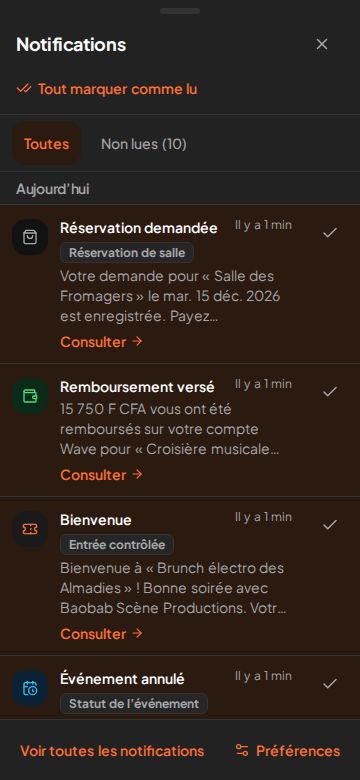 Notifications
Tout marquer comme lu
Toutes
Non lues (10)
Aujourd'hui
Réservation demandée
Il y a 1 min
Réservation de salle
Votre demande pour « Salle des
Fromagers » le mar. 15 déc. 2026
est enregistrée. Payez…
Consulter →
Remboursement versé
Il y a 1 min
15 750 F CFA vous ont été
remboursés sur votre compte
Wave pour « Croisière musicale…
Consulter →
Bienvenue
Il y a 1 min
Entrée contrôlée
Bienvenue à « Brunch électro des
Almadies » ! Bonne soirée avec
Baobab Scène Productions. Votr…
Consulter →
Événement annulé
Il y a 1 min
Statut de l'événement
Voir toutes les notifications
Préférences